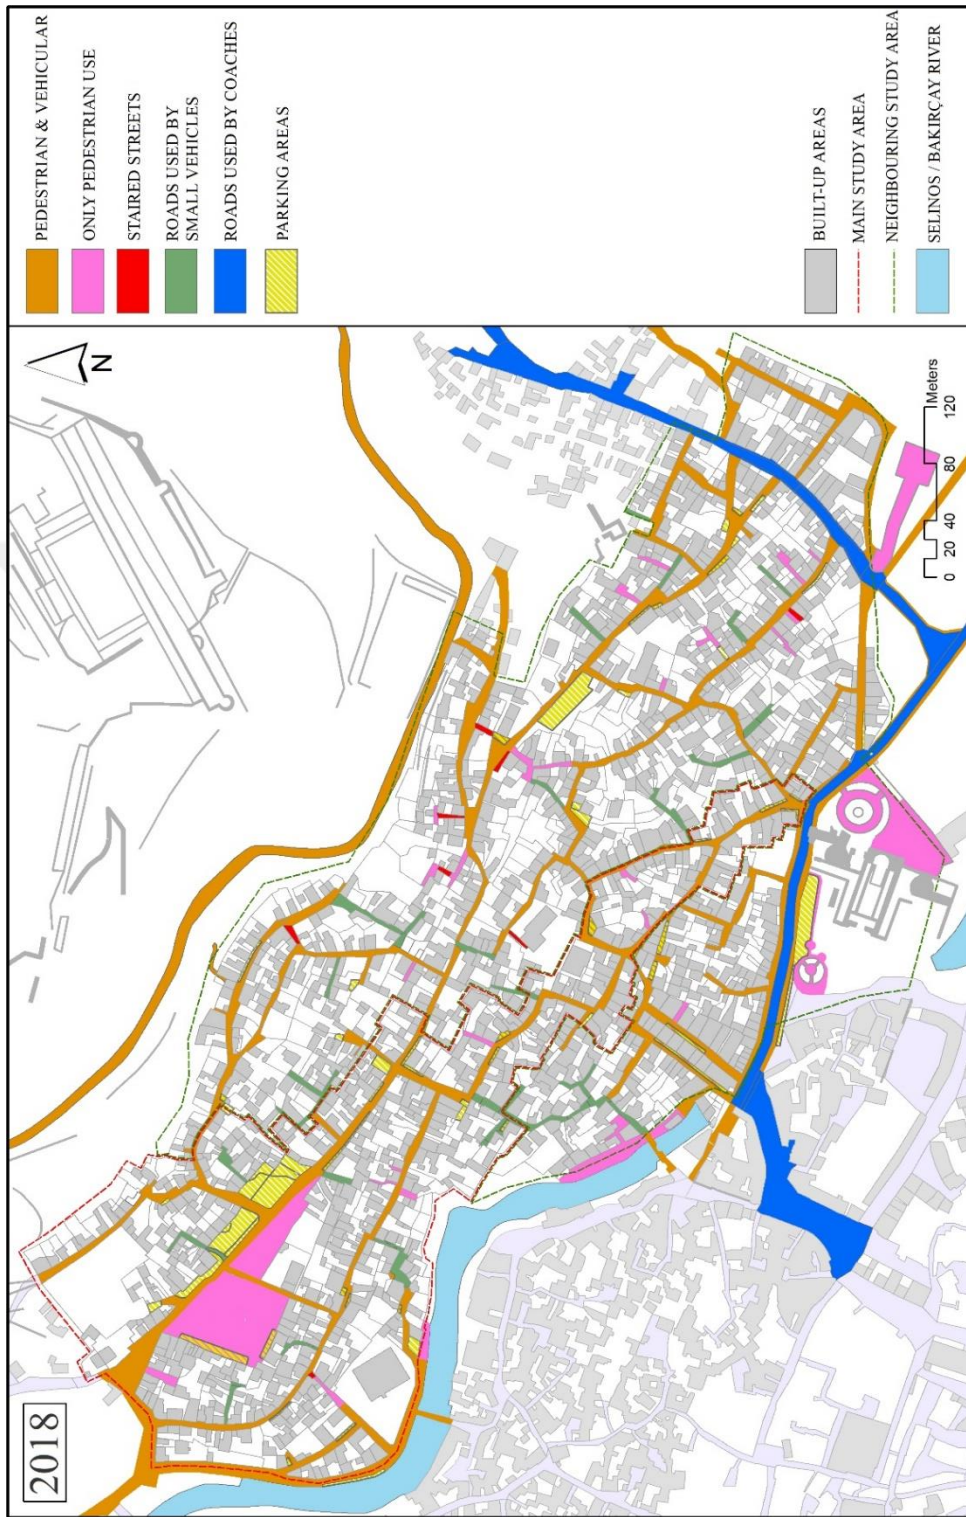 2018
N
0 20 40 80 120
Meters
PEDESTRIAN & VEHICULAR
ONLY PEDESTRIAN USE
STAIRED STREETS
ROADS USED BY
SMALL VEHICLES
ROADS USED BY COACHES
PARKING AREAS
BUILT-UP AREAS
MAIN STUDY AREA
NEIGHBOURING STUDY AREA
SELINOS / BAKIRÇAY RIVER